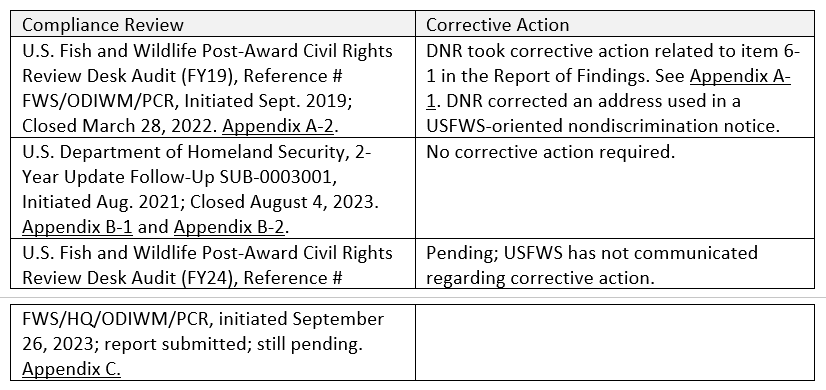 Compliance Review
Corrective Action
U.S. Fish and Wildlife Post-Award Civil Rights
Review Desk Audit (FY19), Reference #
FWS/ODIWM/PCR, Initiated Sept. 2019;
Closed March 28, 2022. Appendix A-2.
DNR took corrective action related to item 6-
1 in the Report of Findings. See Appendix A-
1. DNR corrected an address used in a
USFWS-oriented nondiscrimination notice.
U.S. Department of Homeland Security, 2-
Year Update Follow-Up SUB-0003001,
Initiated Aug. 2021; Closed August 4, 2023.
Appendix B-1 and Appendix B-2.
No corrective action required.
U.S. Fish and Wildlife Post-Award Civil Rights
Review Desk Audit (FY24), Reference #
Pending; USFWS has not communicated
regarding corrective action.
FWS/HQ/ODIWM/PCR, initiated September
26, 2023; report submitted; still pending.
Appendix C.